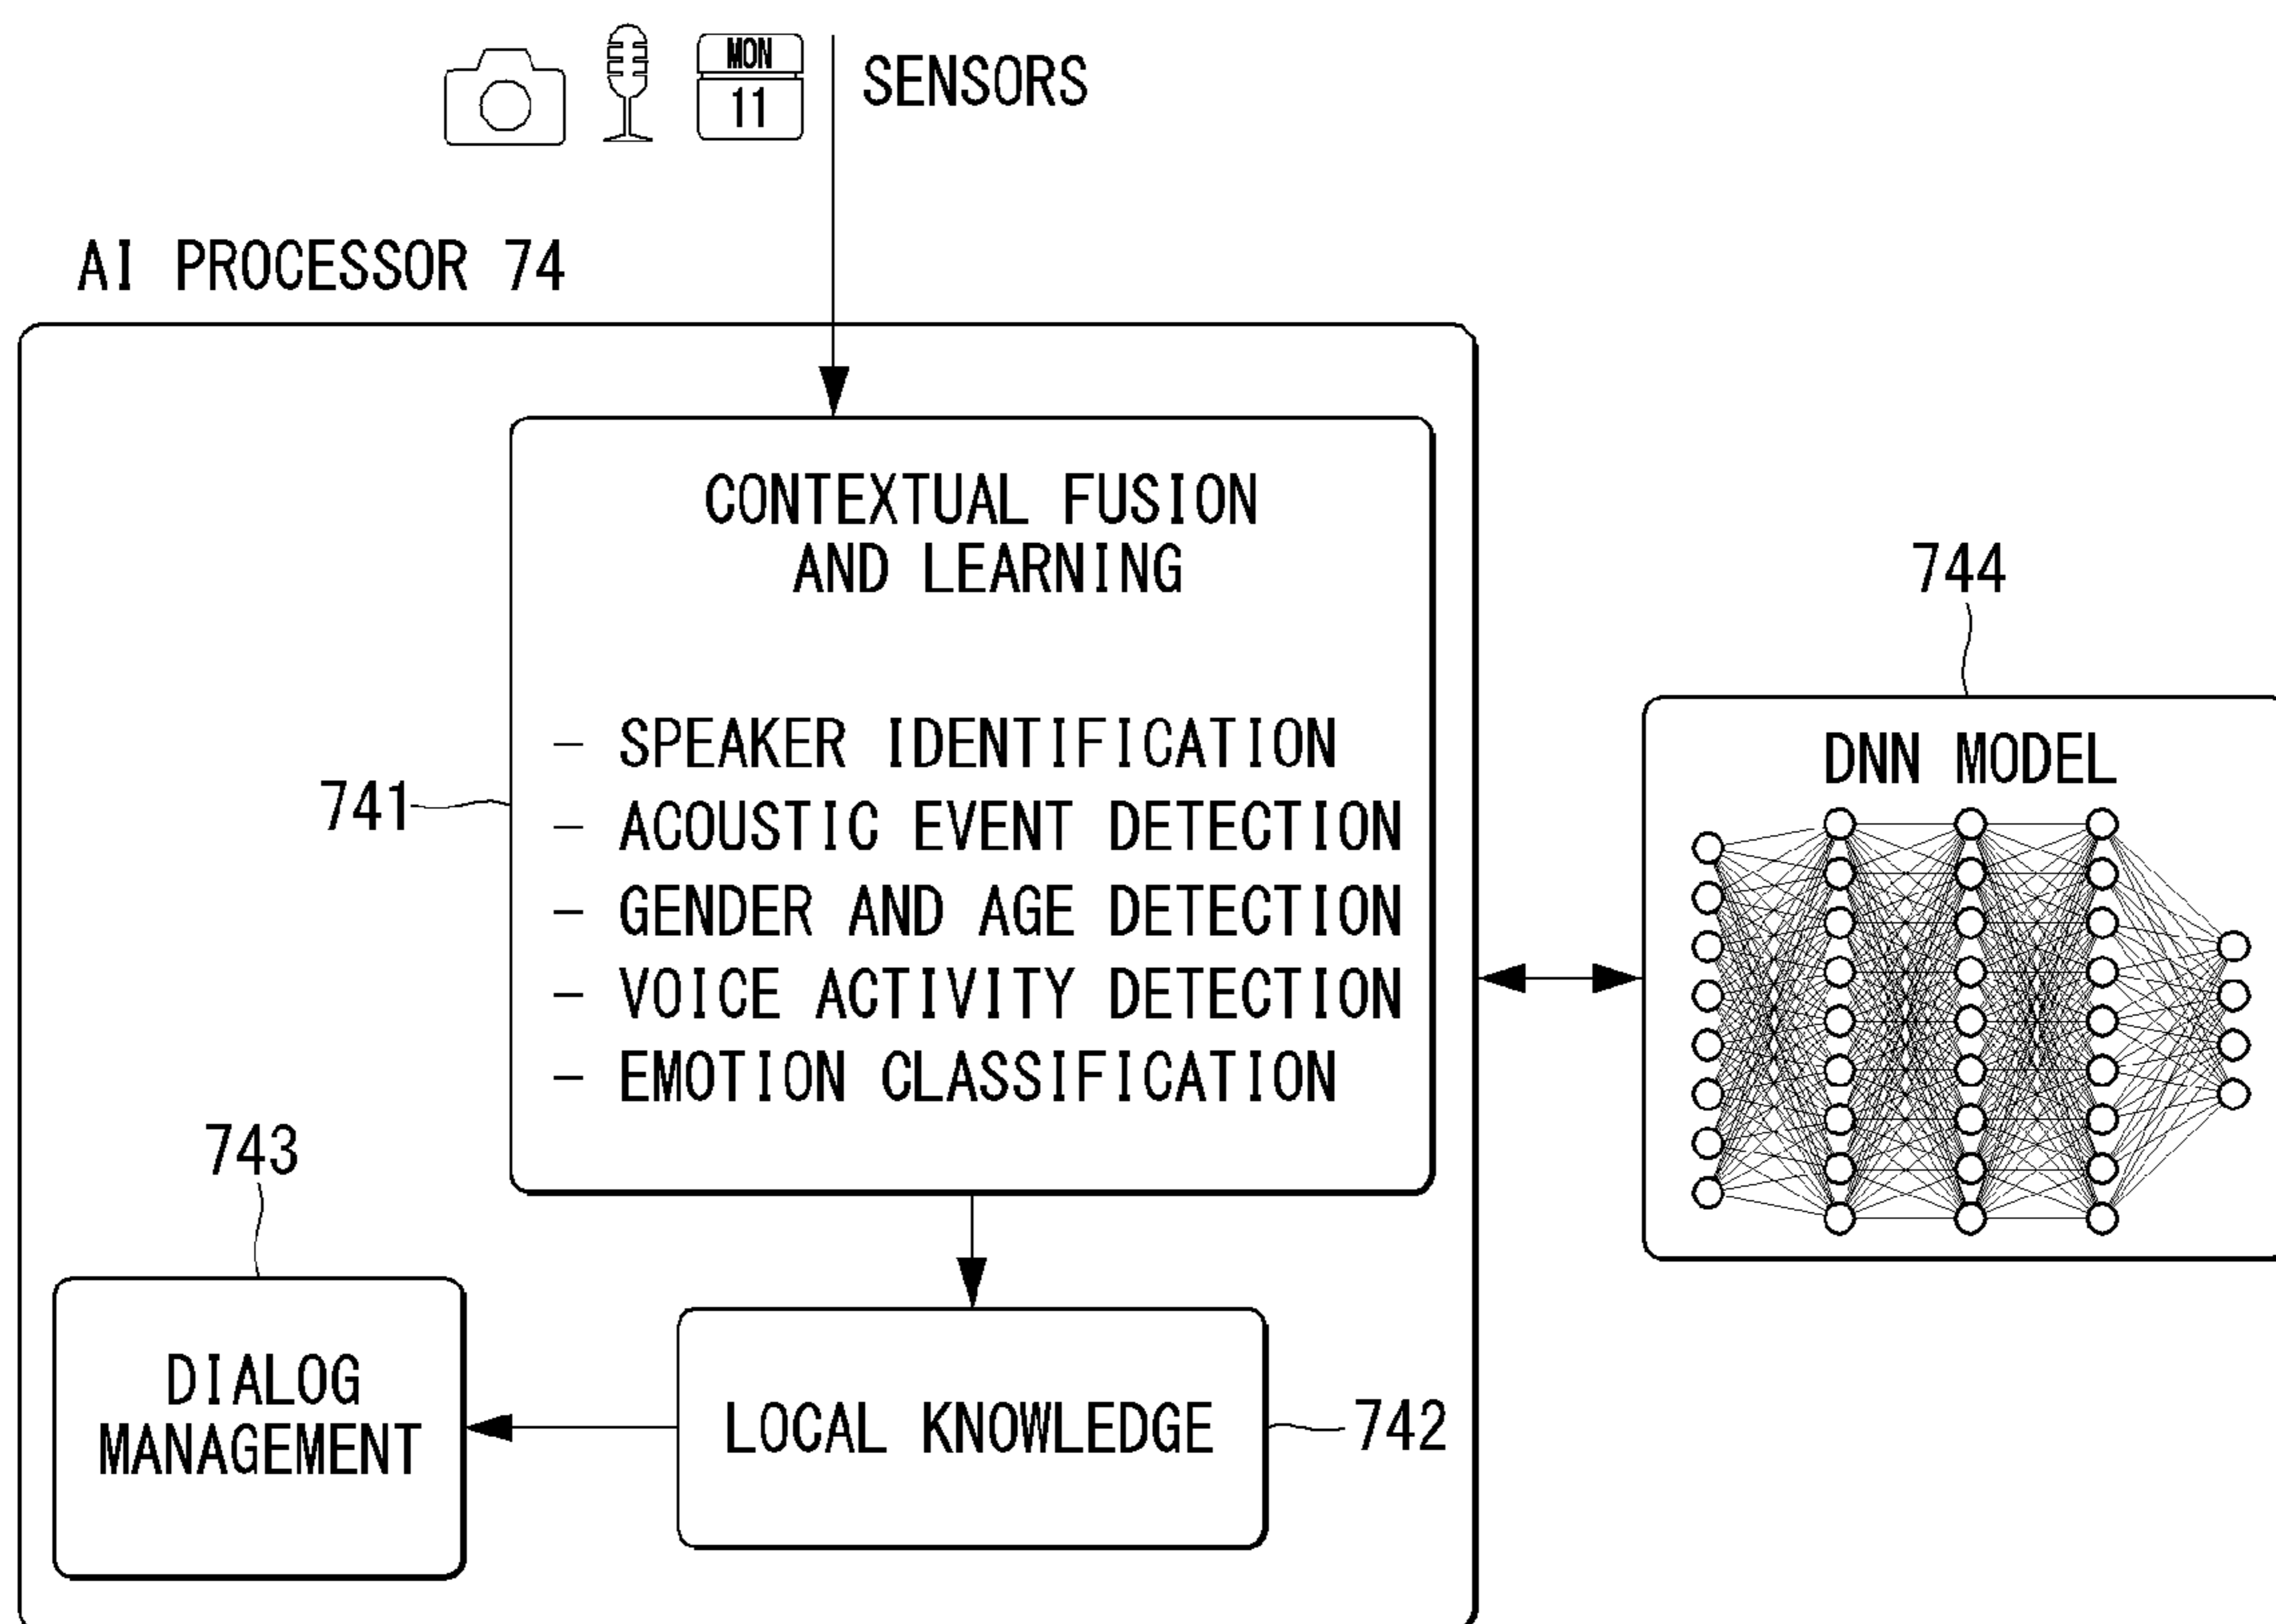 MON
11
SENSORS
AI PROCESSOR 74
CONTEXTUAL FUSION
AND LEARNING
- SPEAKER IDENTIFICATION
- ACOUSTIC EVENT DETECTION
- GENDER AND AGE DETECTION
- VOICE ACTIVITY DETECTION
- EMOTION CLASSIFICATION
741
744
DNN MODEL
743
DIALOG
MANAGEMENT
LOCAL KNOWLEDGE
742